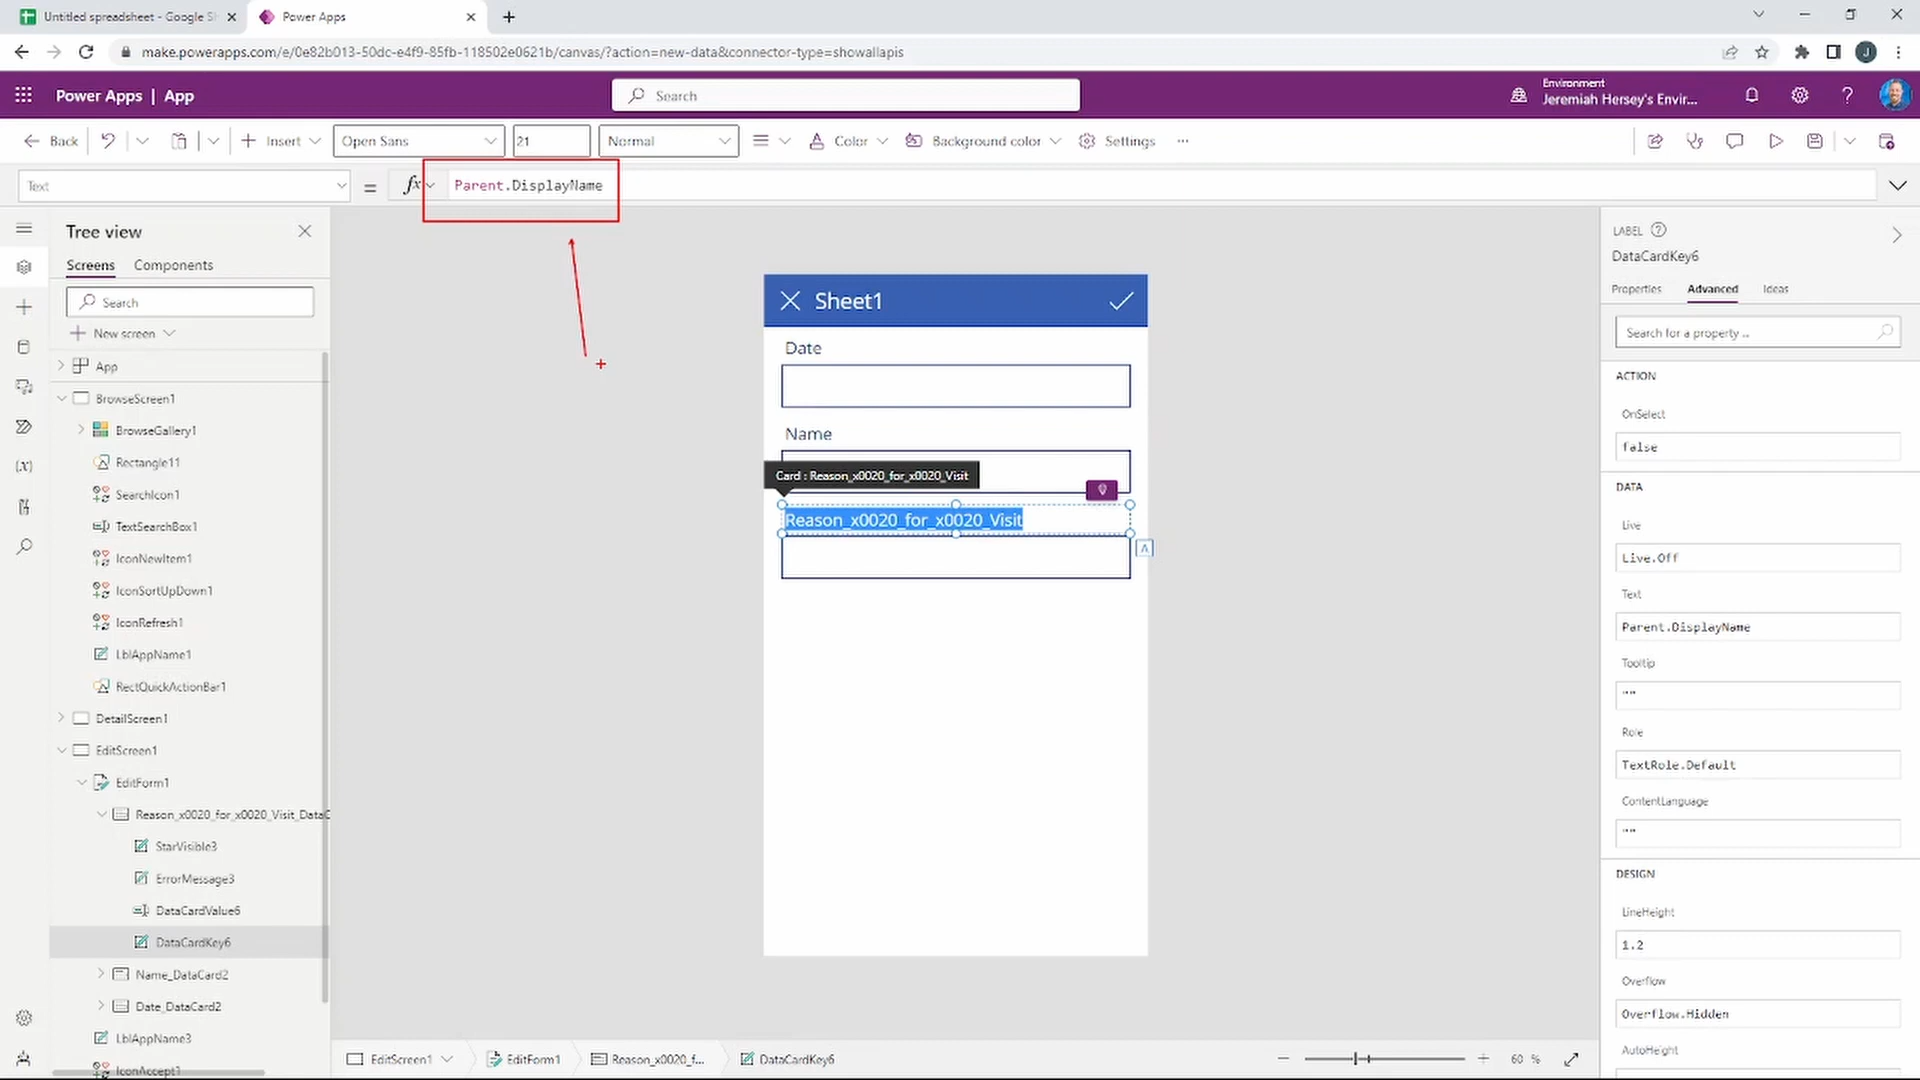 Untitled spreadsheet - Google Sh
Power Apps
make.powerapps.com/e/0e82b013-50dc-e4f9-85fb-118502e0621b/canvas/?action=new-data&connector-type=showallapis
J
Power Apps | App
Search
Environment
Jeremiah Hersey's Envir...
Back
Insert
Open Sans
21
Normal
Color
Background color
Settings
Text
=
fx
Parent.DisplayName
Tree view
Screens
Components
Search
New screen
App
BrowseScreen1
BrowseGallery1
Rectangle11
SearchIcon1
TextSearchBox1
IconNewItem1
IconSortUpDown1
IconRefresh1
LblAppName1
RectQuickActionBar1
DetailScreen1
EditScreen1
EditForm1
Reason_x0020_for_x0020_Visit_DataC
StarVisible3
ErrorMessage3
DataCardValue6
DataCardKey6
Name_DataCard2
Date_DataCard2
LblAppName3
IconAccept1
Sheet1
Date
Name
Card : Reason_x0020_for_x0020_Visit
Reason_x0020_for_x0020_Visit
A
LABEL
DataCardKey6
Properties
Advanced
Ideas
Search for a property ...
ACTION
OnSelect
false
DATA
Live
Live.Off
Text
Parent.DisplayName
Tooltip
""
Role
TextRole.Default
ContentLanguage
""
DESIGN
LineHeight
1.2
Overflow
Overflow.Hidden
AutoHeight
EditScreen1
EditForm1
Reason_x0020_f...
DataCardKey6
60 %